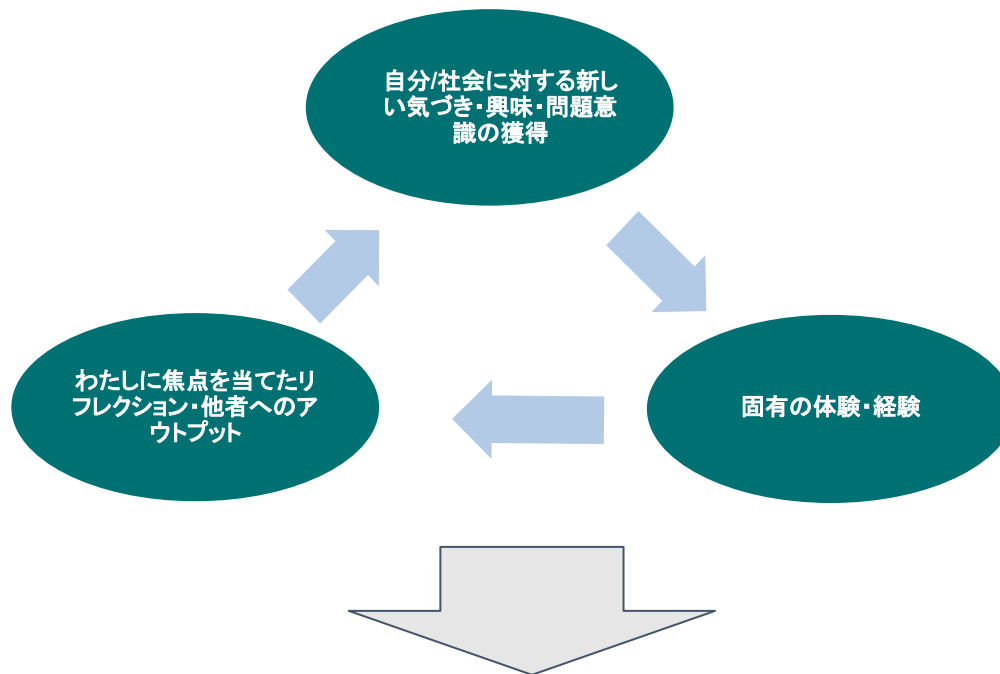 自分/社会に対する新し
い気づき・興味・問題意
識の獲得
わたしに焦点を当てたリ
フレクション・他者へのア
ウトプット
固有の体験・経験